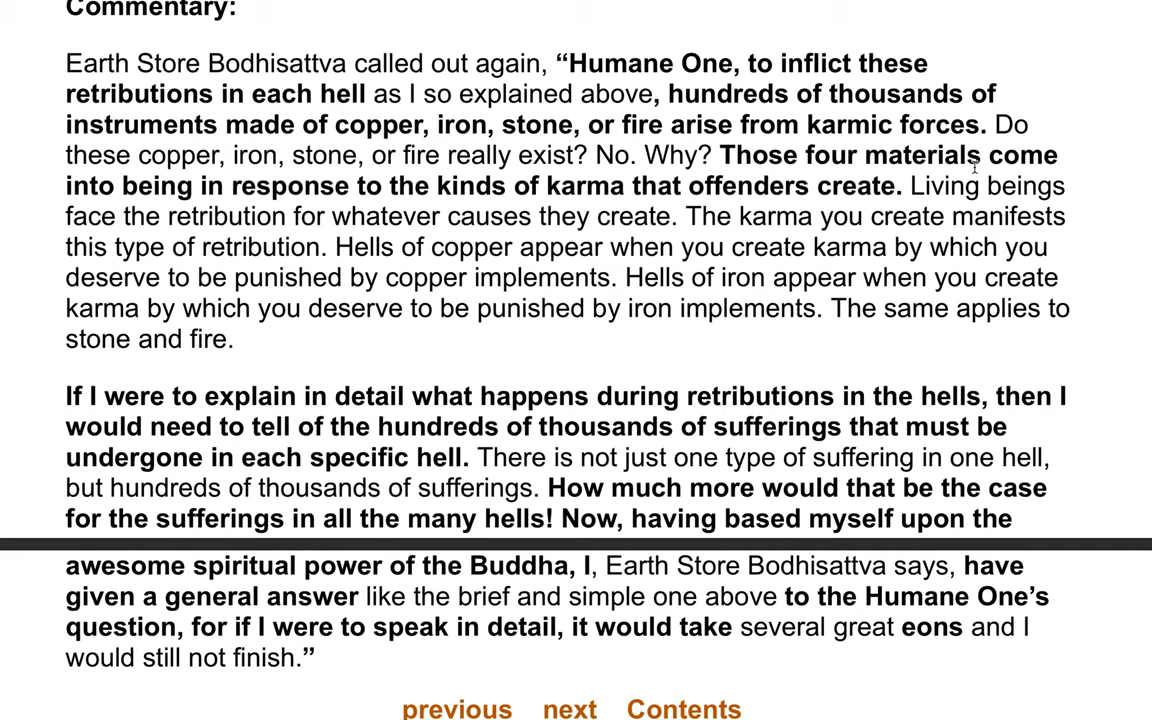 Commentary:
Earth Store Bodhisattva called out again, “Humane One, to inflict these
retributions in each hell as I so explained above, hundreds of thousands of
instruments made of copper, iron, stone, or fire arise from karmic forces. Do
these copper, iron, stone, or fire really exist? No. Why? Those four materials come
into being in response to the kinds of karma that offenders create. Living beings
face the retribution for whatever causes they create. The karma you create manifests
this type of retribution. Hells of copper appear when you create karma by which you
deserve to be punished by copper implements. Hells of iron appear when you create
karma by which you deserve to be punished by iron implements. The same applies to
stone and fire.
If I were to explain in detail what happens during retributions in the hells, then I
would need to tell of the hundreds of thousands of sufferings that must be
undergone in each specific hell. There is not just one type of suffering in one hell,
but hundreds of thousands of sufferings. How much more would that be the case
for the sufferings in all the many hells! Now, having based myself upon the
awesome spiritual power of the Buddha, I, Earth Store Bodhisattva says, have
given a general answer like the brief and simple one above to the Humane One’s
question, for if I were to speak in detail, it would take several great eons and I
would still not finish.”
previous next Contents